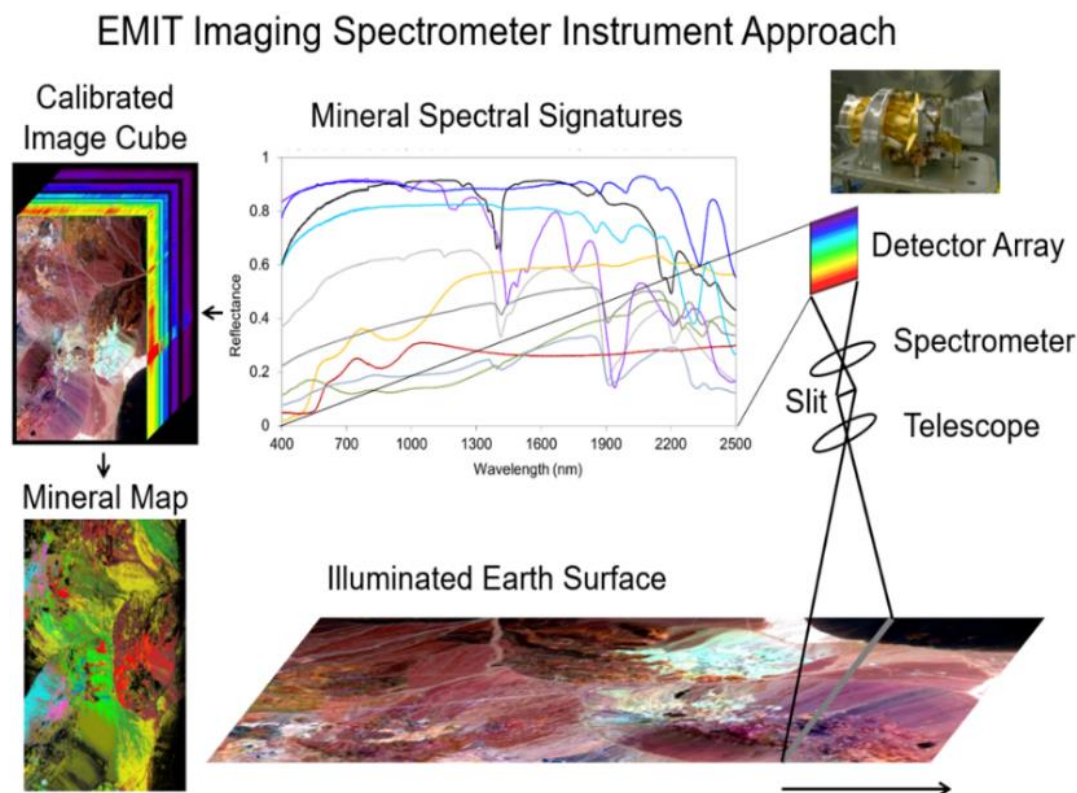 EMIT Imaging Spectrometer Instrument Approach
Calibrated
Image Cube
Mineral Spectral Signatures
1
0.8
0.6
0.4
0.2
0
Reflectance
400
700
1000
1300
1600
1900
2200
2500
Wavelength (nm)
Detector Array
Spectrometer
Slit
Telescope
Mineral Map
Illuminated Earth Surface